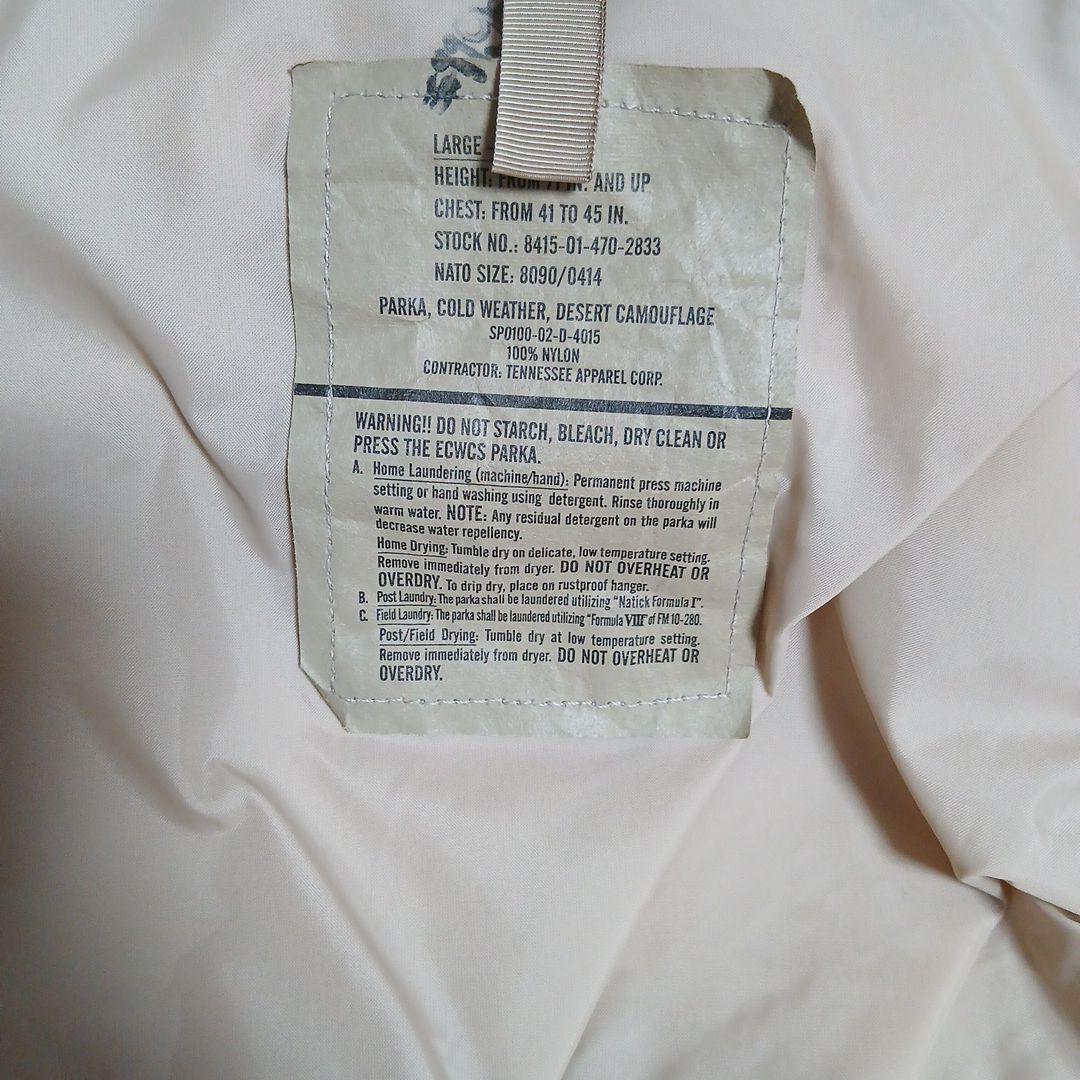 LARGE
HEIGHT: FROM 71 IN. AND UP
CHEST: FROM 41 TO 45 IN.
STOCK NO.: 8415-01-470-2833
NATO SIZE: 8090/0414
PARKA, COLD WEATHER, DESERT CAMOUFLAGE
SP0100-02-D-4015
100% NYLON
CONTRACTOR: TENNESSEE APPAREL CORP.
WARNING!! DO NOT STARCH, BLEACH, DRY CLEAN OR
PRESS THE ECWCS PARKA.
A. Home Laundering (machine/hand): Permanent press machine
setting or hand washing using detergent. Rinse thoroughly in
warm water. NOTE: Any residual detergent on the parka will
decrease water repellency.
Home Drying: Tumble dry on delicate, low temperature setting.
Remove immediately from dryer. DO NOT OVERHEAT OR
OVERDRY. To drip dry, place on rustproof hanger.
B. Post Laundry: The parka shall be laundered utilizing "Natick Formula I".
C. Field Laundry: The parka shall be laundered utilizing "Formula VIII" of FM 10-280.
Post/Field Drying: Tumble dry at low temperature setting.
Remove immediately from dryer. DO NOT OVERHEAT OR
OVERDRY.